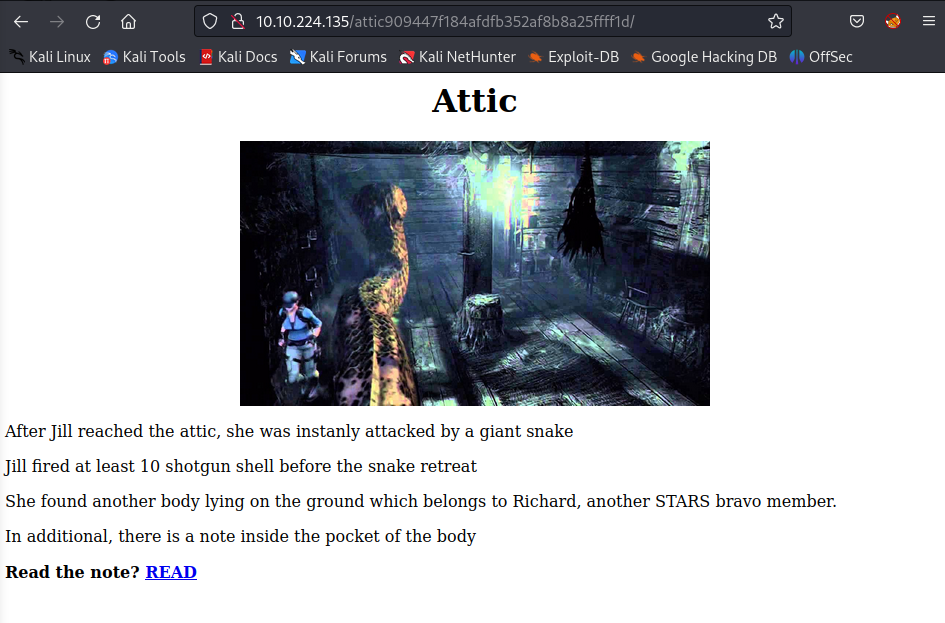 10.10.224.135/attic909447f184afdfb352af8b8a25ffff1d/
Kali Linux Kali Tools Kali Docs Kali Forums Kali NetHunter Exploit-DB Google Hacking DB OffSec
Attic
After Jill reached the attic, she was instanly attacked by a giant snake
Jill fired at least 10 shotgun shell before the snake retreat
She found another body lying on the ground which belongs to Richard, another STARS bravo member.
In additional, there is a note inside the pocket of the body
Read the note? READ